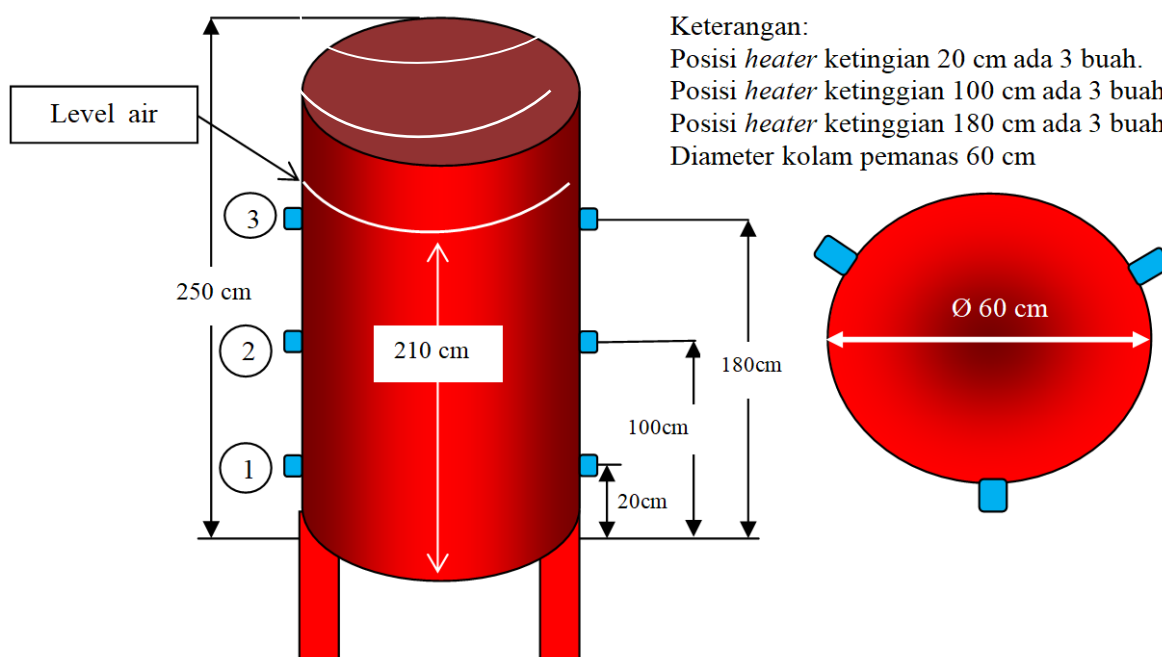 Keterangan:
Posisi heater ketingian 20 cm ada 3 buah.
Posisi heater ketinggian 100 cm ada 3 buah
Posisi heater ketinggian 180 cm ada 3 buah
Diameter kolam pemanas 60 cm
Level air
3
250 cm
2
210 cm
180cm
100cm
1
20cm
Ø 60 cm